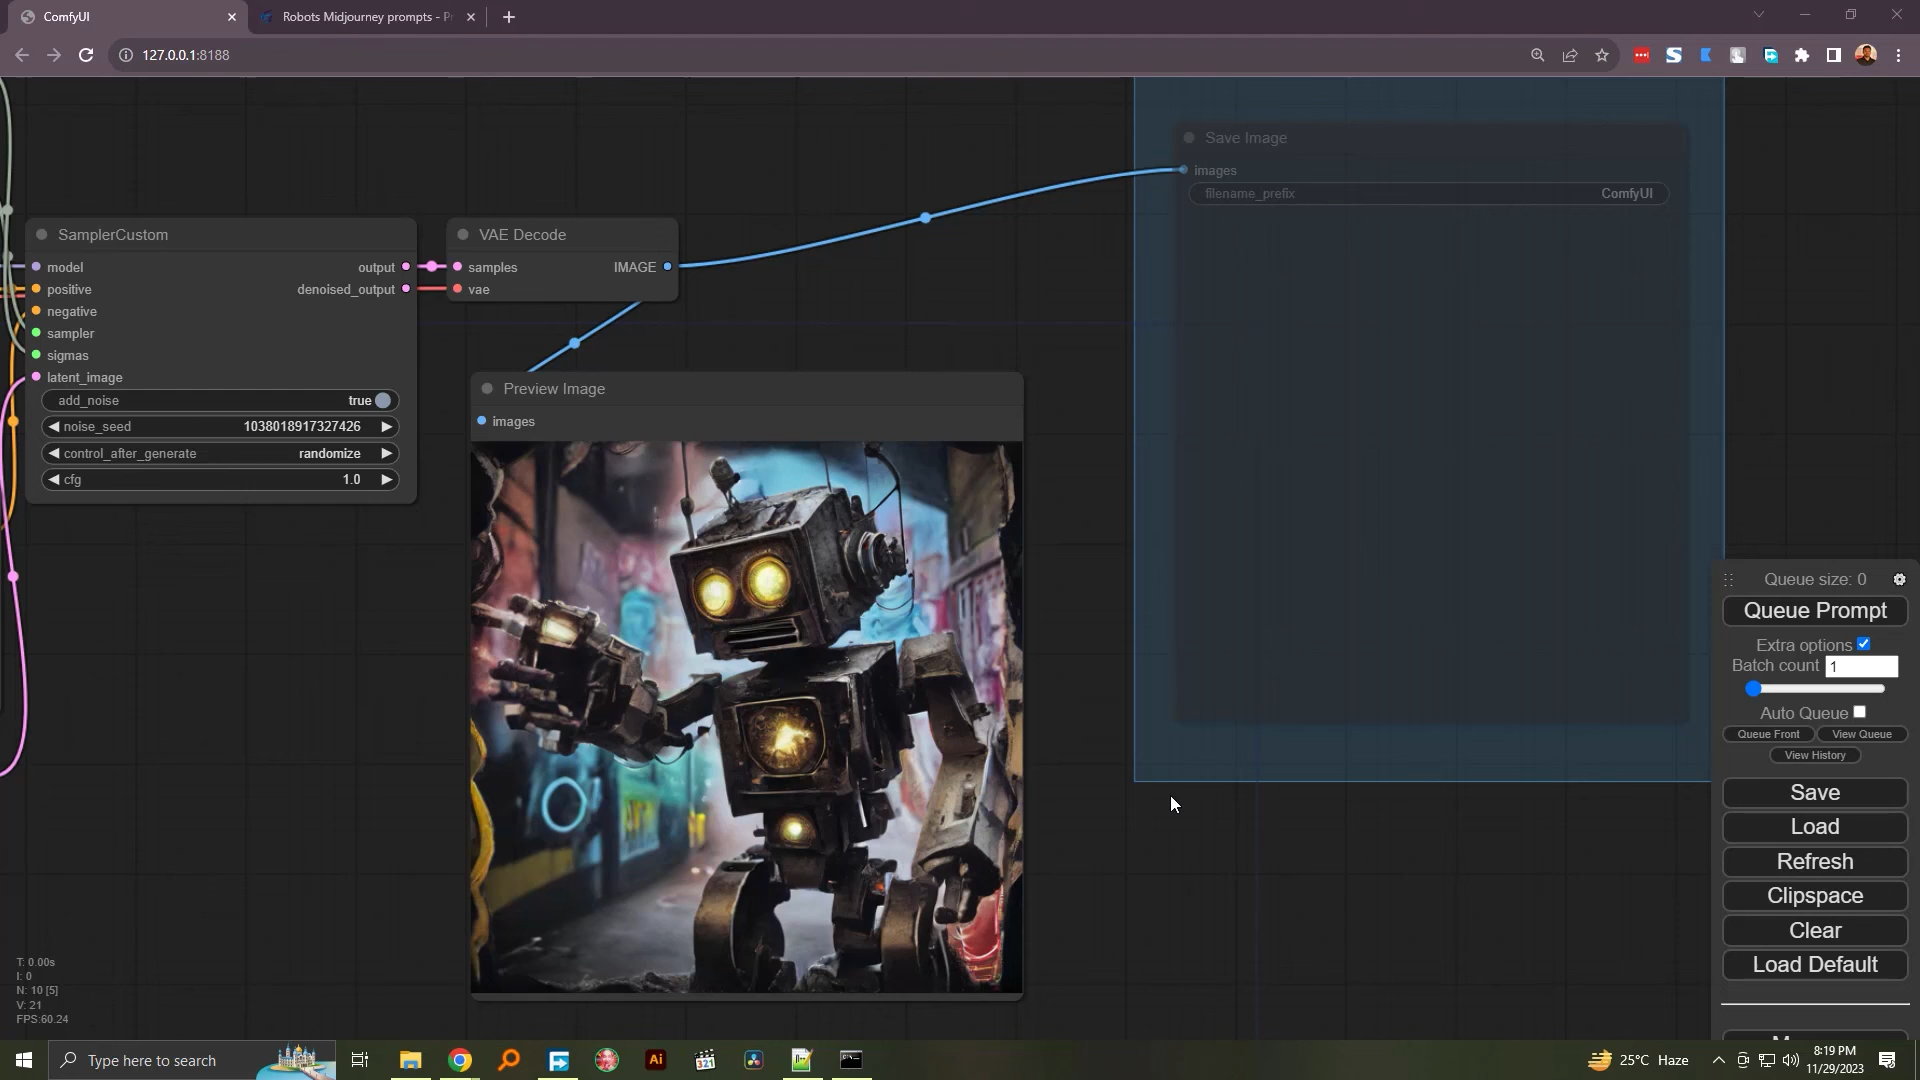 ComfyUI
Robots Midjourney prompts - P
127.0.0.1:8188
Save Image
images
filename_prefix ComfyUI
SamplerCustom
model output
positive denoised_output
negative
sampler
sigmas
latent_image
add_noise true
noise_seed 1038018917327426
control_after_generate randomize
cfg 1.0
VAE Decode
samples IMAGE
vae
Preview Image
images
Queue size: 0
Queue Prompt
Extra options
Batch count 1
Auto Queue
Queue Front View Queue
View History
Save
Load
Refresh
Clipspace
Clear
Load Default
T: 0.00s
I: 0
N: 10 [5]
V: 21
FPS:60.24
Type here to search
Ai
321
25°C Haze
8:19 PM
11/29/2023